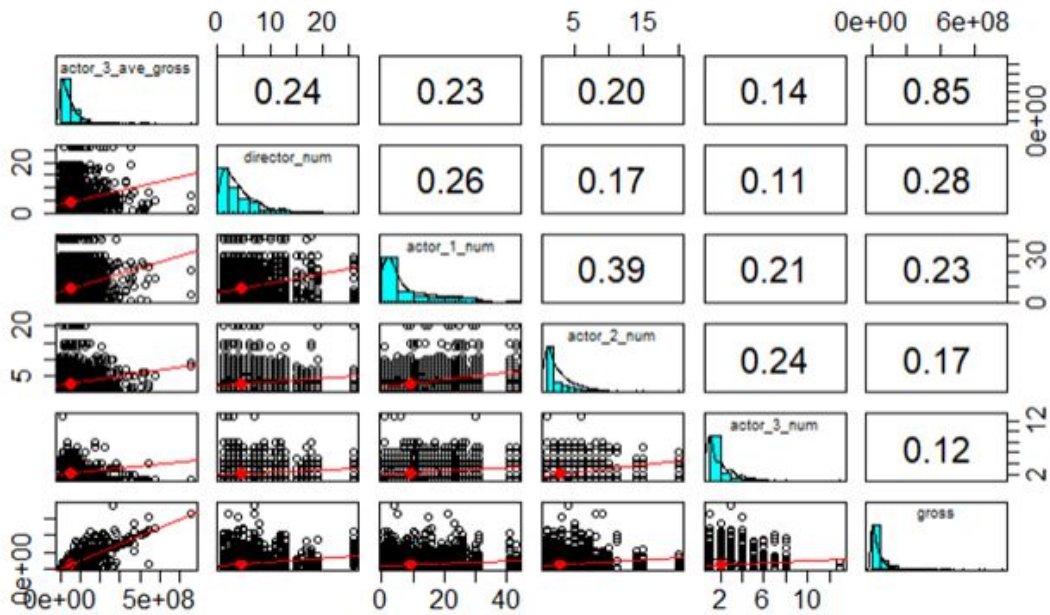 0 10 20
5 15
0e+00 6e+08
actor_3_ave_gross
0.24
0.23
0.20
0.14
0.85
0e+00
0 20
director_num
0.26
0.17
0.11
0.28
actor_1_num
0.39
0.21
0.23
0 30
5 20
actor_2_num
0.24
0.17
actor_3_num
0.12
2 12
0e+00
gross
0e+00 5e+08
0 20 40
2 6 10